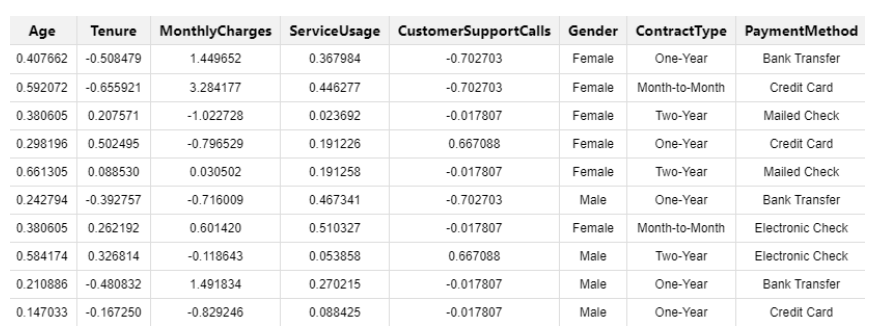 Age Tenure MonthlyCharges ServiceUsage CustomerSupportCalls Gender ContractType PaymentMethod
0.407662 -0.508479 1.449652 0.367984 -0.702703 Female One-Year Bank Transfer
0.592072 -0.655921 3.284177 0.446277 -0.702703 Female Month-to-Month Credit Card
0.380605 0.207571 -1.022728 0.023692 -0.017807 Female Two-Year Mailed Check
0.298196 0.502495 -0.796529 0.191226 0.667088 Female One-Year Credit Card
0.661305 0.088530 0.030502 0.191258 -0.017807 Female Two-Year Mailed Check
0.242794 -0.392757 -0.716009 0.467341 -0.702703 Male One-Year Bank Transfer
0.380605 0.262192 0.601420 0.510327 -0.017807 Female Month-to-Month Electronic Check
0.584174 0.326814 -0.118643 0.053858 0.667088 Male Two-Year Electronic Check
0.210886 -0.480832 1.491834 0.270215 -0.017807 Male One-Year Bank Transfer
0.147033 -0.167250 -0.829246 0.088425 -0.017807 Male One-Year Credit Card